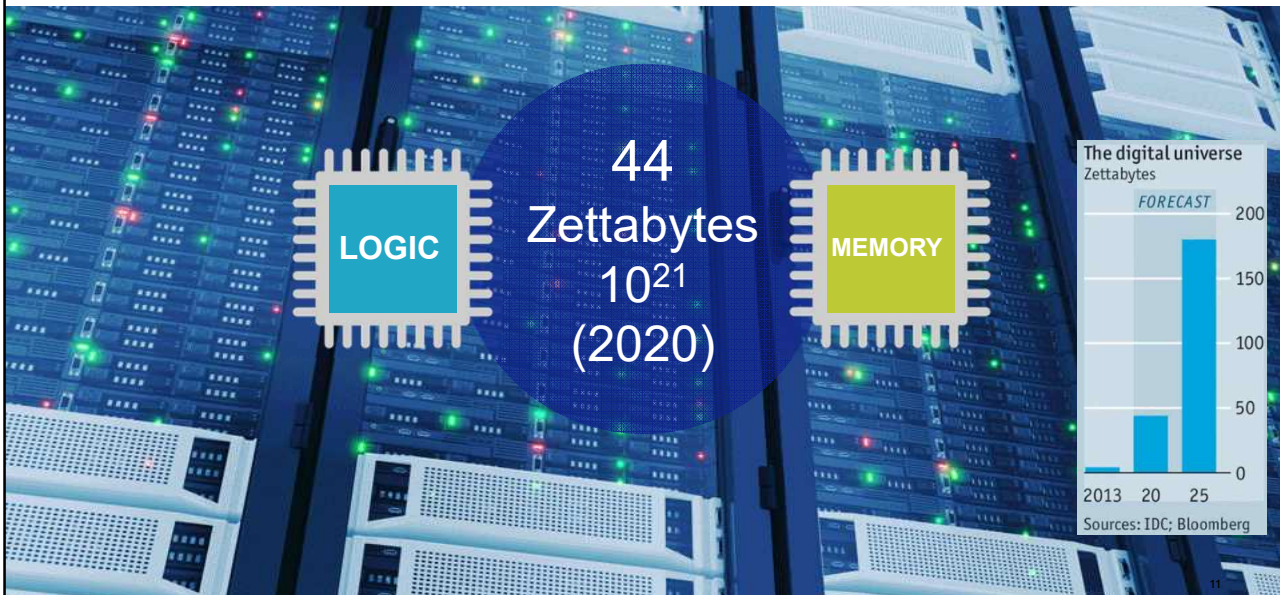 LOGIC
44
Zettabytes
10²¹
(2020)
MEMORY
The digital universe
Zettabytes
FORECAST
200
150
100
50
0
2013 20 25
Sources: IDC; Bloomberg
11